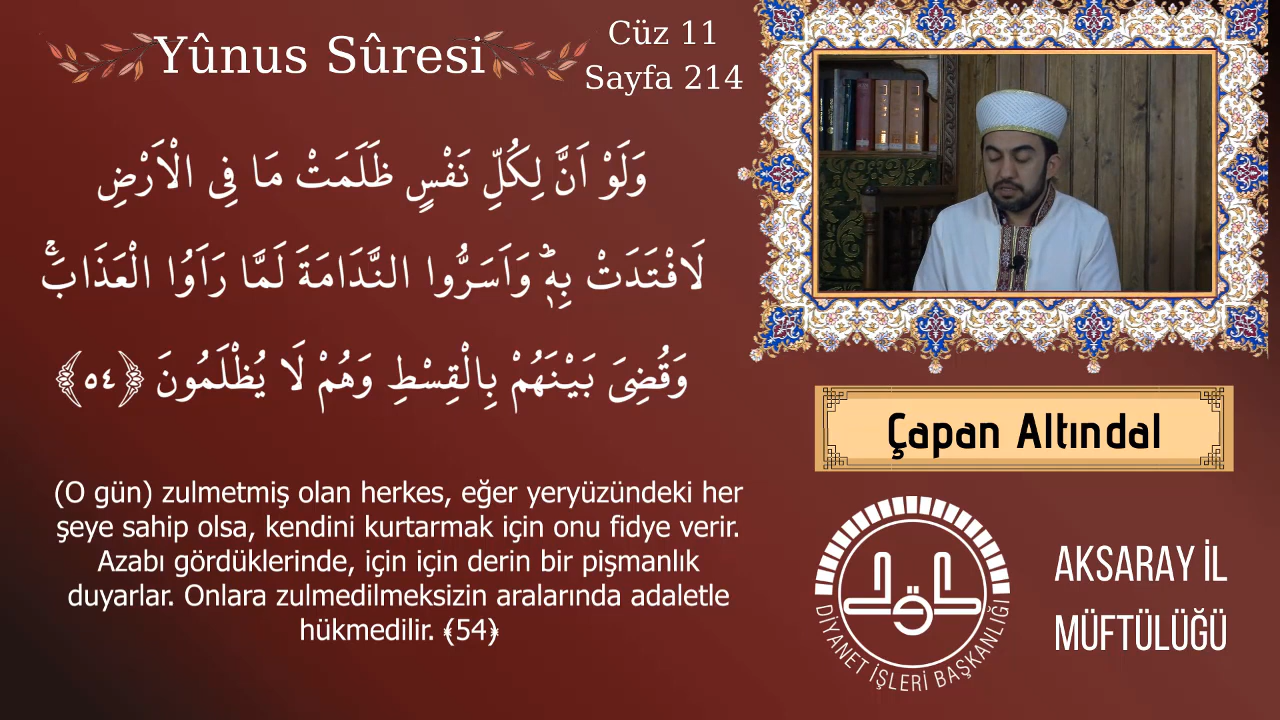 Yûnus Sûresi
Cüz 11
Sayfa 214
وَلَوْ اَنَّ لِكُلِّ نَفْسٍ ظَلَمَتْ مَا فِى الْاَرْضِ
لَافْتَدَتْ بِهٖۜ وَاَسَرُّوا النَّدَامَةَ لَمَّا رَاَوُا الْعَذَابَۚ
وَقُضِىَ بَيْنَهُمْ بِالْقِسْطِ وَهُمْ لَا يُظْلَمُونَ ﴿٥٤﴾
(O gün) zulmetmiş olan herkes, eğer yeryüzündeki her
şeye sahip olsa, kendini kurtarmak için onu fidye verir.
Azabı gördüklerinde, için için derin bir pişmanlık
duyarlar. Onlara zulmedilmeksizin aralarında adaletle
hükmedilir. ﴾54﴿
Çapan Altındal
DİYANET İŞLERİ BAŞKANLIĞI
AKSARAY İL
MÜFTÜLÜĞÜ